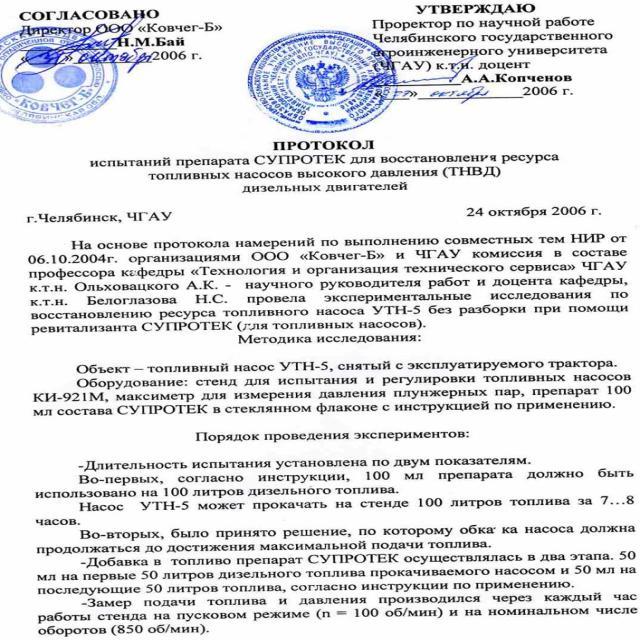 СОГЛАСОВАНО
Директор ООО «Ковчег-Б»
Н.М.Бай
октября 2006 г.
УТВЕРЖДАЮ
Проректор по научной работе
Челябинского государственного
агроинженерного университета
(ЧГАУ) к.т.н. доцент
А.А.Копченов
октября 2006 г.
ПРОТОКОЛ
испытаний препарата СУПРОТЕК для восстановления ресурса
топливных насосов высокого давления (ТНВД)
дизельных двигателей
г.Челябинск, ЧГАУ 24 октября 2006 г.
На основе протокола намерений по выполнению совместных тем НИР от
06.10.2004г. организациями ООО «Ковчег-Б» и ЧГАУ комиссия в составе
профессора кафедры «Технология и организация технического сервиса» ЧГАУ
к.т.н. Ольховацкого А.К. - научного руководителя работ и доцента кафедры,
к.т.н. Белоглазова Н.С. провела экспериментальные исследования по
восстановлению ресурса топливного насоса УТН-5 без разборки при помощи
ревитализанта СУПРОТЕК (для топливных насосов).
Методика исследования:
Объект – топливный насос УТН-5, снятый с эксплуатируемого трактора.
Оборудование: стенд для испытания и регулировки топливных насосов
КИ-921М, максиметр для измерения давления плунжерных пар, препарат 100
мл состава СУПРОТЕК в стеклянном флаконе с инструкцией по применению.
Порядок проведения экспериментов:
-Длительность испытания установлена по двум показателям.
Во-первых, согласно инструкции, 100 мл препарата должно быть
использовано на 100 литров дизельного топлива.
Насос УТН-5 может прокачать на стенде 100 литров топлива за 7...8
часов.
Во-вторых, было принято решение, по которому обкатка насоса должна
продолжаться до достижения максимальной подачи топлива.
-Добавка в топливо препарат СУПРОТЕК осуществлялась в два этапа. 50
мл на первые 50 литров дизельного топлива прокачиваемого насосом и 50 мл на
последующие 50 литров топлива, согласно инструкции по применению.
-Замер подачи топлива и давления производился через каждый час
работы стенда на пусковом режиме (n = 100 об/мин) и на номинальном числе
оборотов (850 об/мин).